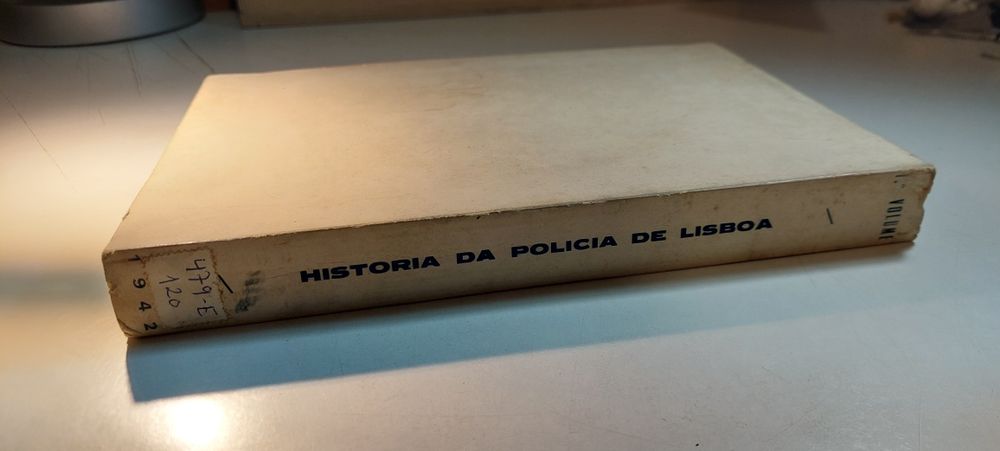 1.º VOLUME
HISTORIA DA POLICIA DE LISBOA
479-E
120
1942